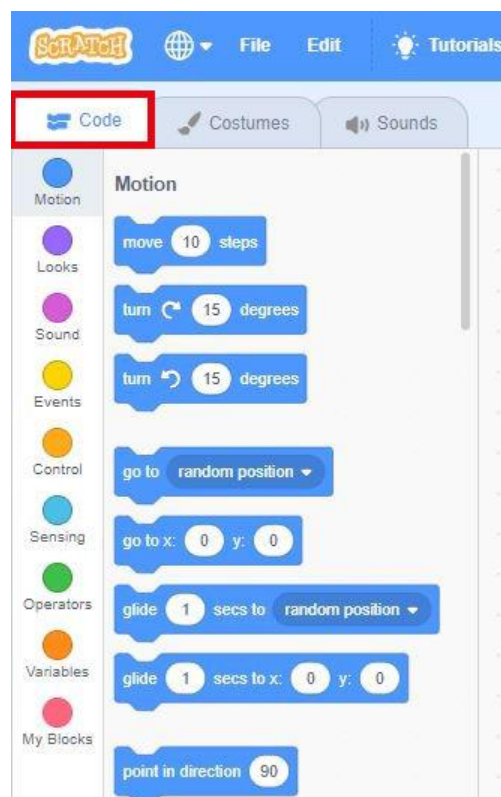 SCRATCH File Edit Tutorials
Code Costumes Sounds
Motion
Looks
Sound
Events
Control
Sensing
Operators
Variables
My Blocks
Motion
move 10 steps
turn 15 degrees
turn 15 degrees
go to random position
go to x: 0 y: 0
glide 1 secs to random position
glide 1 secs to x: 0 y: 0
point in direction 90